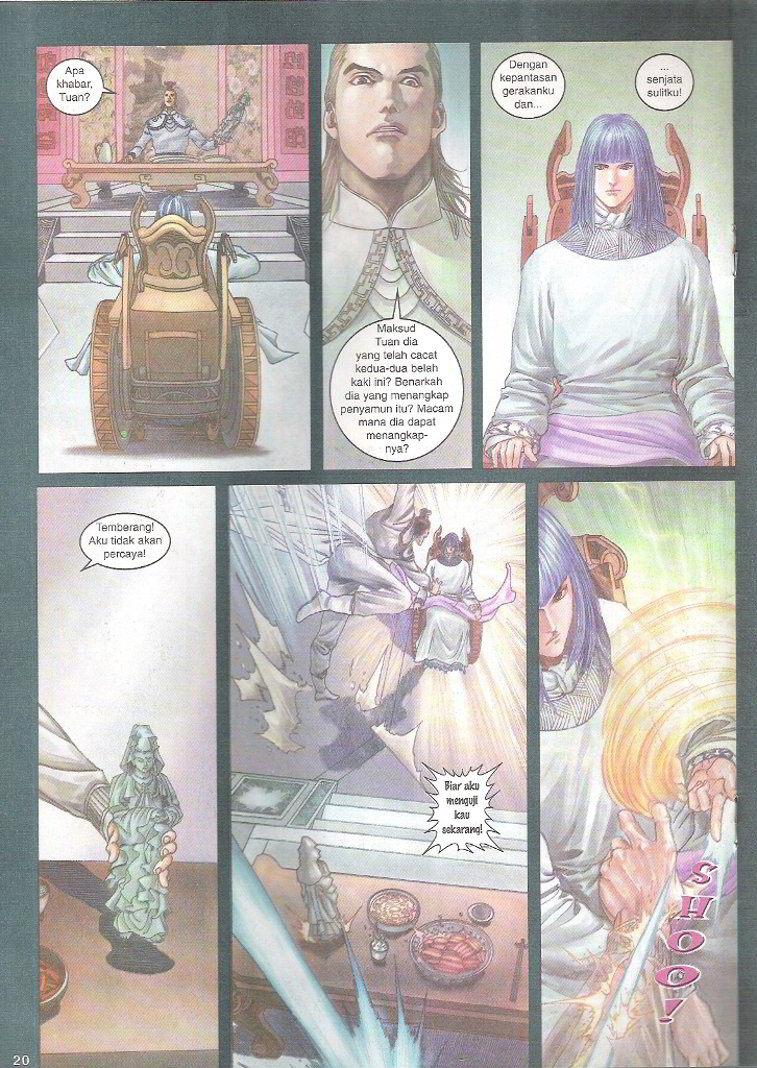 Apa
khabar,
Tuan?
Maksud
Tuan dia
yang telah cacat
kedua-dua belah
kaki ini? Benarkah
dia yang menangkap
penyamun itu? Macam
mana dia dapat
menangkap-
nya?
Dengan
kepantasan
gerakanku
dan...
...
senjata
sulitku!
Temberang!
Aku tidak akan
percaya!
Biar aku
menguji
kau
sekarang!
SHOO!
20